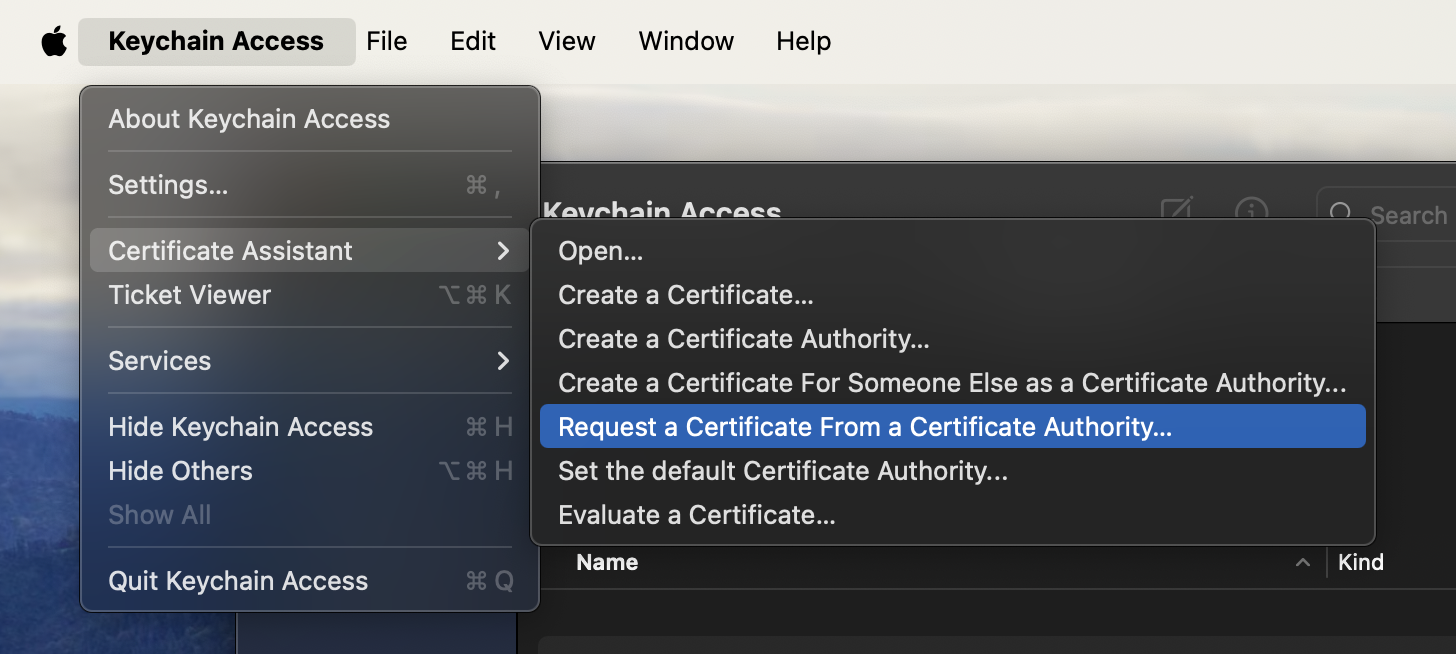 Keychain Access File Edit View Window Help
About Keychain Access
Settings... ⌘ ,
Certificate Assistant
Ticket Viewer ⌥ ⌘ K
Services
Hide Keychain Access ⌘ H
Hide Others ⌥ ⌘ H
Show All
Quit Keychain Access ⌘ Q
Keychain Access
Search
Open...
Create a Certificate...
Create a Certificate Authority...
Create a Certificate For Someone Else as a Certificate Authority...
Request a Certificate From a Certificate Authority...
Set the default Certificate Authority...
Evaluate a Certificate...
Name Kind